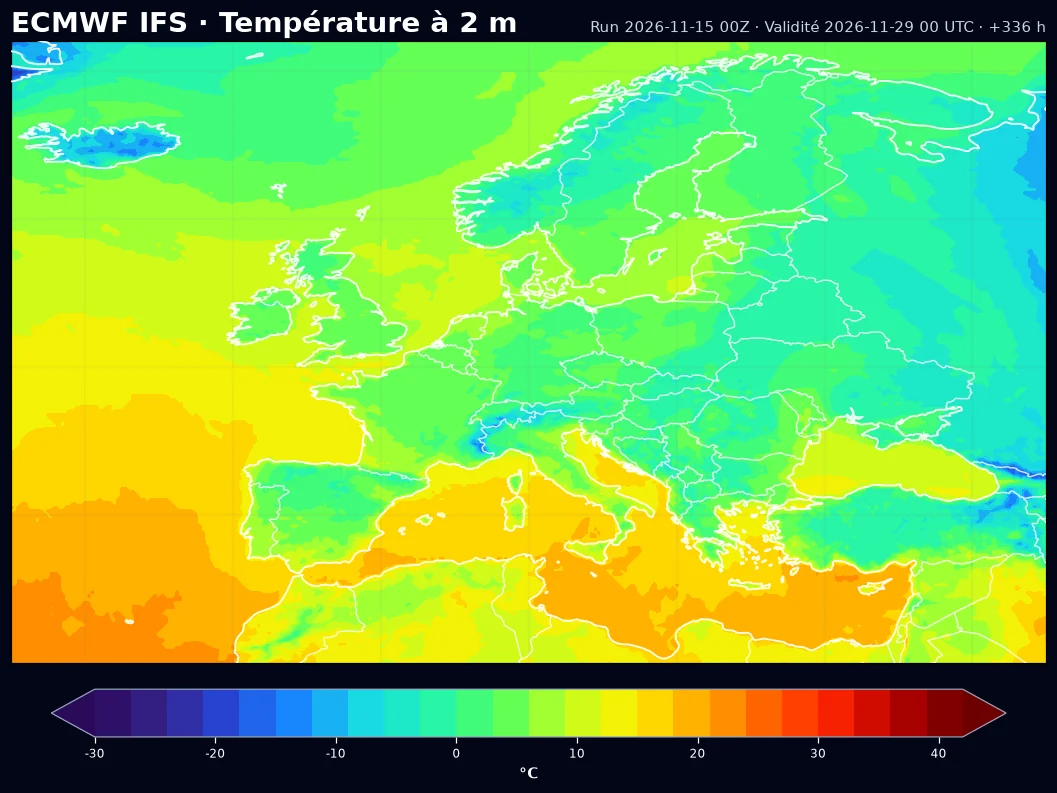 ECMWF IFS · Température à 2 m
Run 2026-11-15 00Z · Validité 2026-11-29 00 UTC · +336 h
-30 -20 -10 0 10 20 30 40
°C